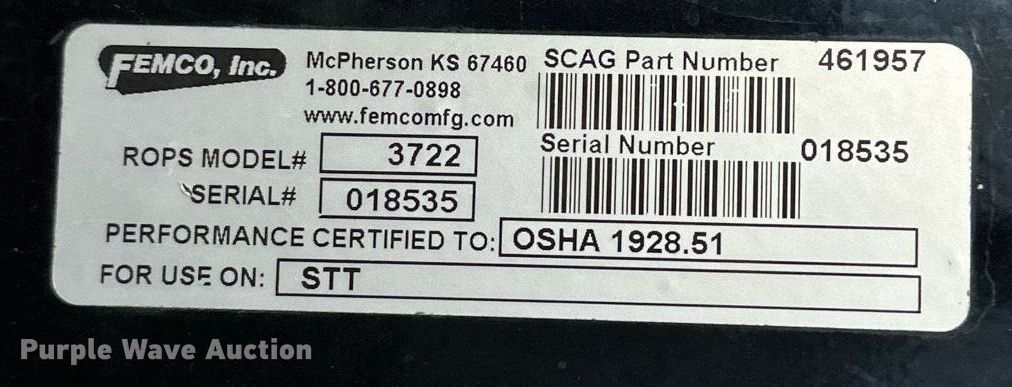 FEMCO, Inc.
McPherson KS 67460
1-800-677-0898
www.femcomfg.com
SCAG Part Number 461957
Serial Number 018535
ROPS MODEL# 3722
SERIAL# 018535
PERFORMANCE CERTIFIED TO: OSHA 1928.51
FOR USE ON: STT
Purple Wave Auction